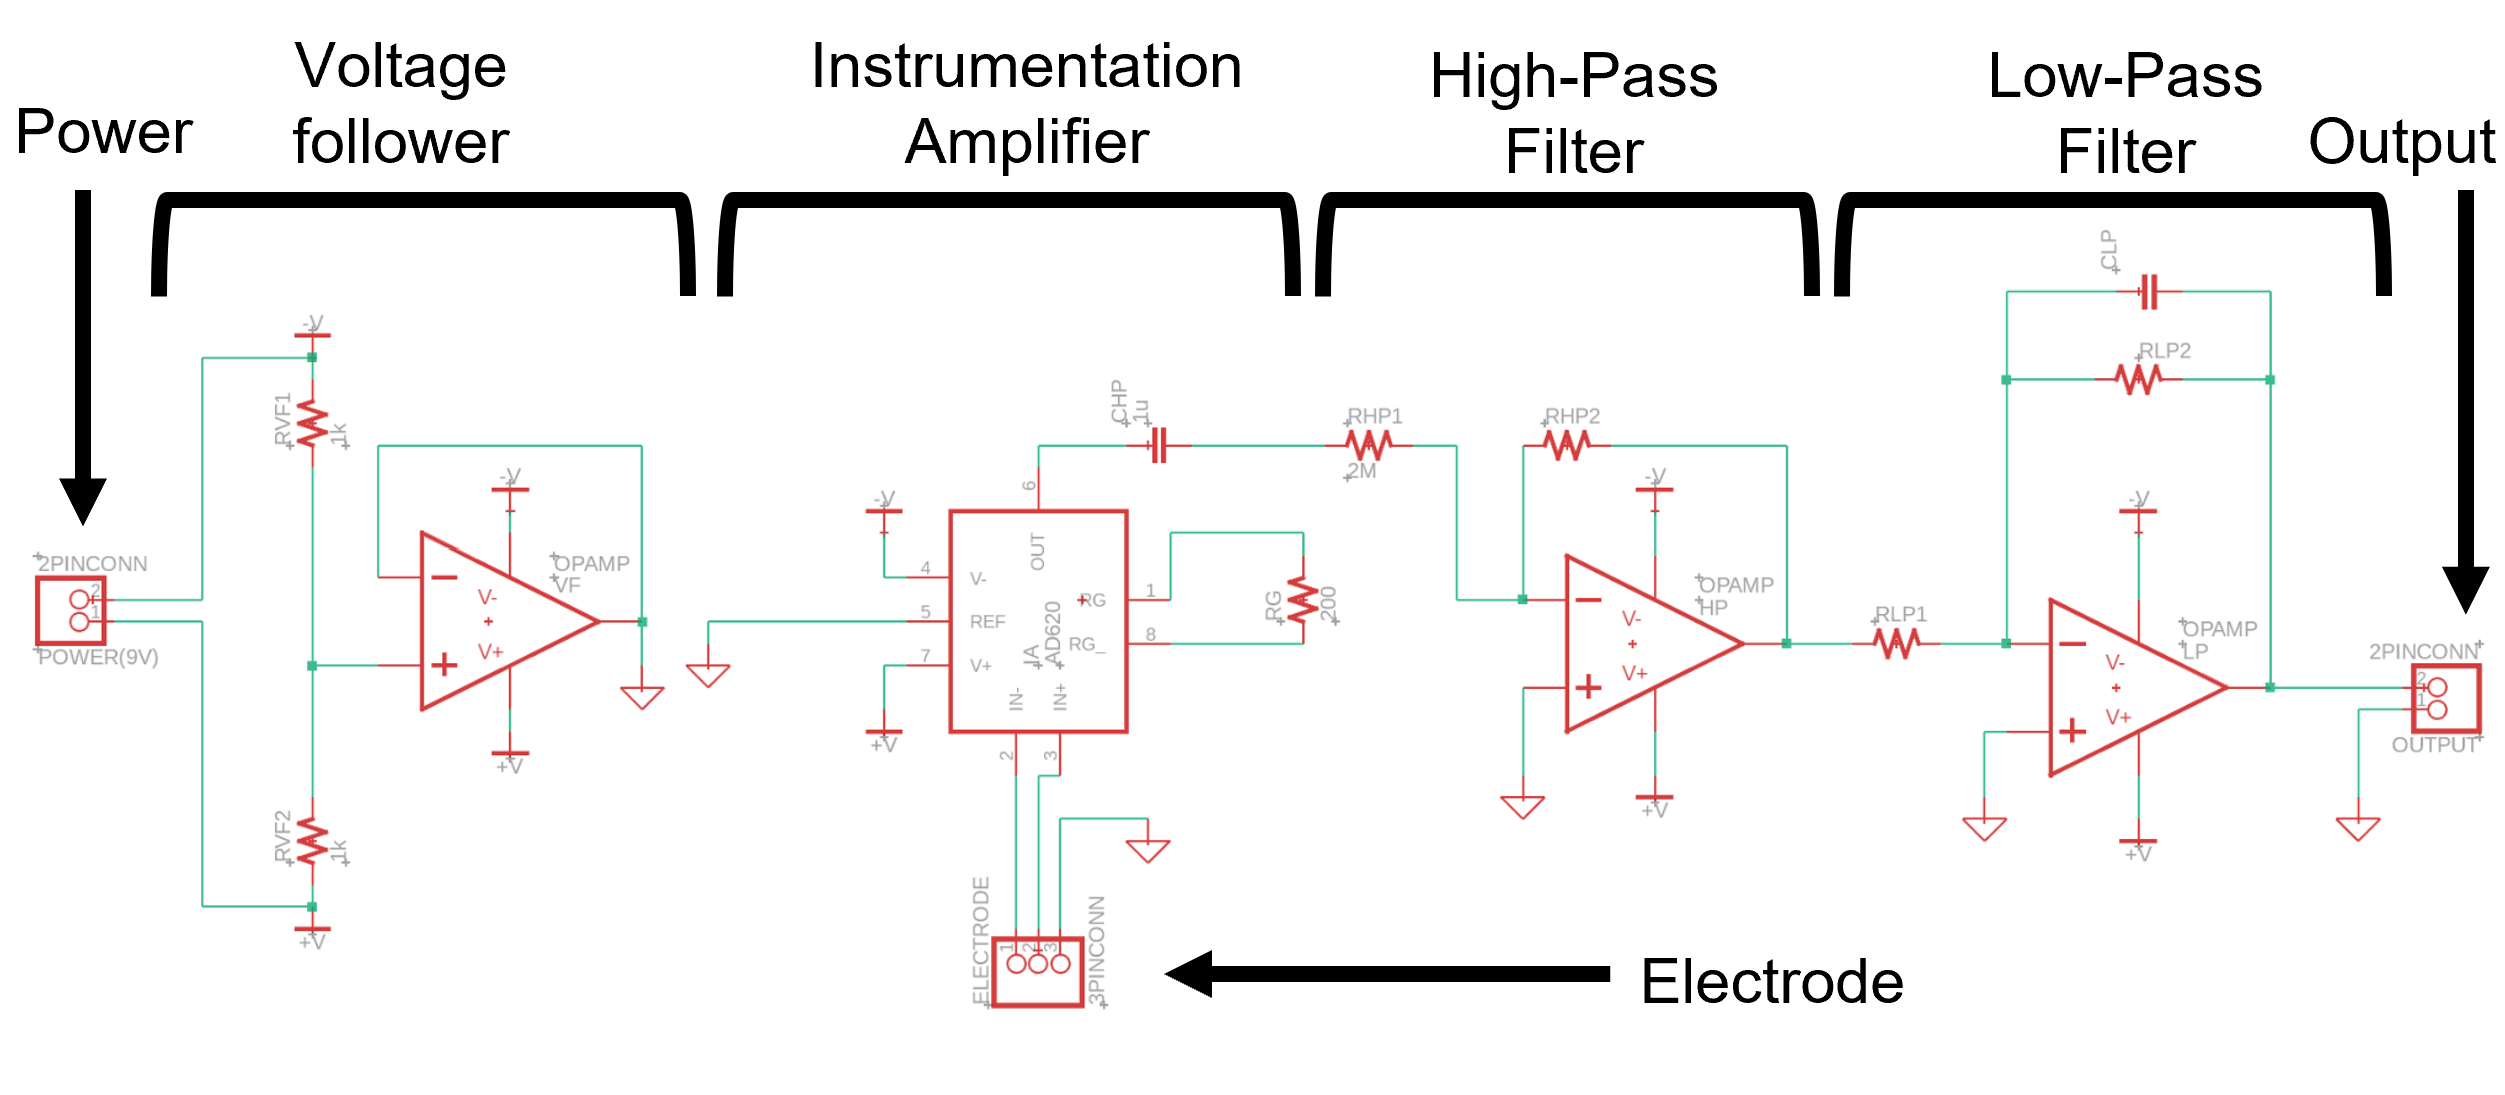 Power
Voltage
follower
Instrumentation
Amplifier
High-Pass
Filter
Low-Pass
Filter
Output
2PINCONN
2
1
POWER(9V)
-V
RVF1
1k
RVF2
1k
+V
-V
V-
V+
OPAMP
VF
+V
-V
4
V-
5
REF
7
V+
+V
6
OUT
IA
AD620
RG
1
RG_
8
IN-
IN+
2
3
RG
200
CHP
1u
RHP1
2M
RHP2
-V
V-
V+
OPAMP
HP
+V
RLP1
CLP
RLP2
-V
V-
V+
OPAMP
LP
+V
2PINCONN
2
1
OUTPUT
ELECTRODE
1
2
3
3PINCONN
Electrode